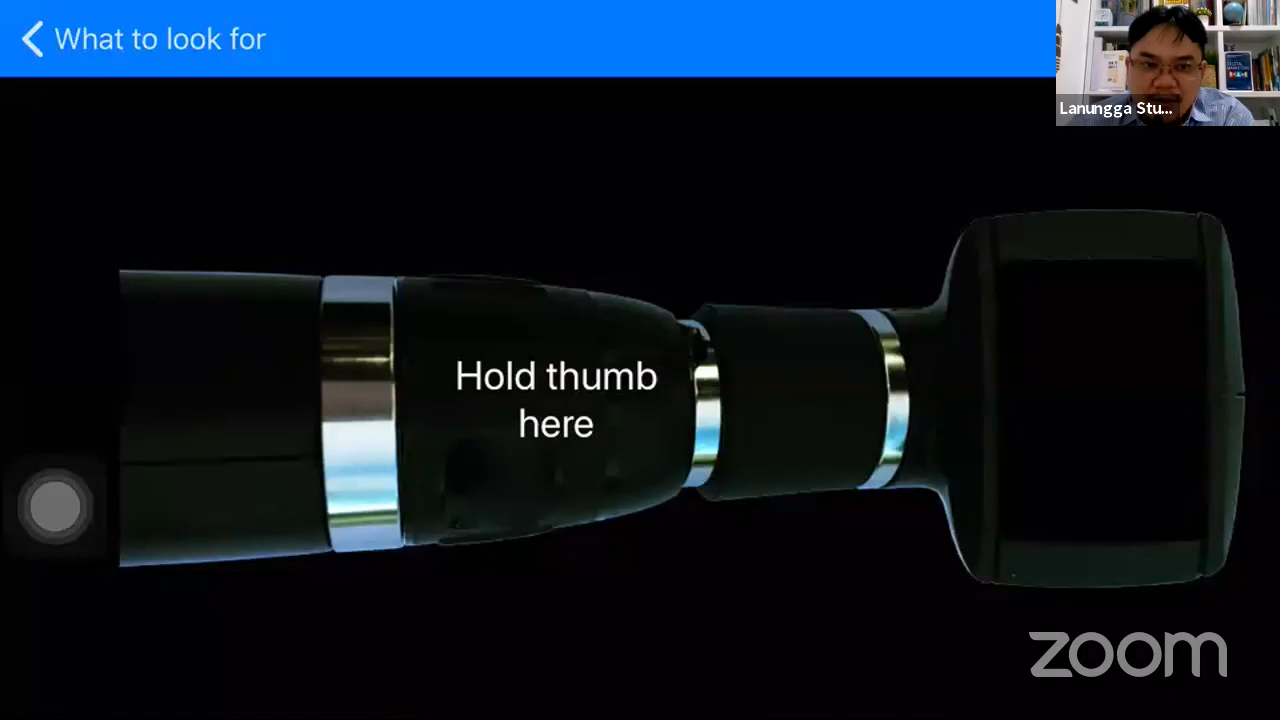 What to look for
Lanungga Stu...
Hold thumb
here
zoom